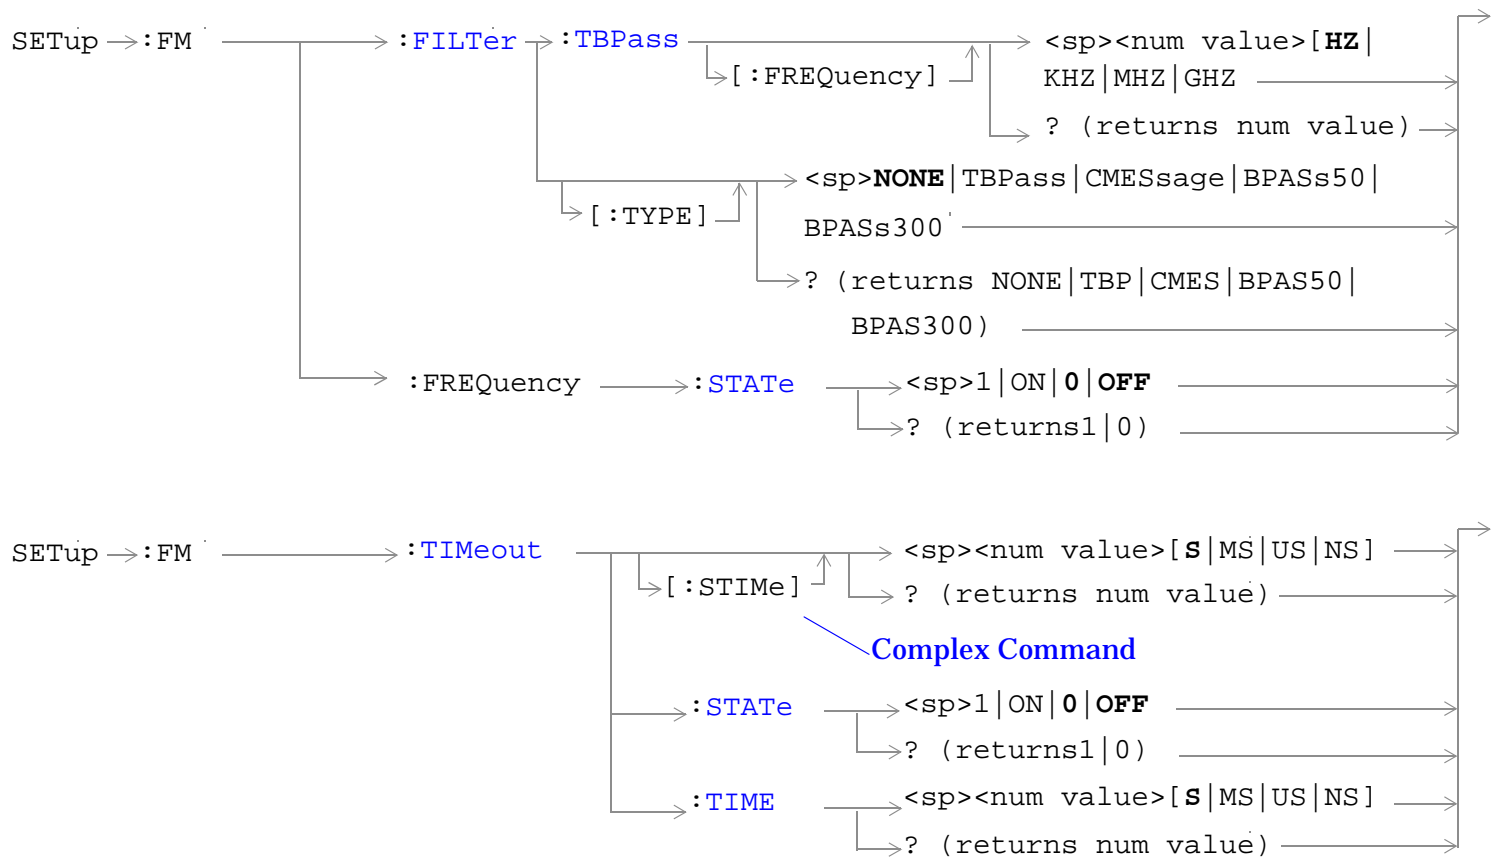 SETup :FM :FILTer :TBPass <sp><num value>[HZ|
[:FREQuency] KHZ|MHZ|GHZ
? (returns num value)
<sp>NONE|TBPass|CMESsage|BPASs50|
[:TYPE] BPASs300
? (returns NONE|TBP|CMES|BPAS50|
BPAS300)
:FREQuency :STATe <sp>1|ON|0|OFF
? (returns1|0)
SETup :FM :TIMeout <sp><num value>[S|MS|US|NS]
[:STIMe] ? (returns num value)
Complex Command
:STATe <sp>1|ON|0|OFF
? (returns1|0)
:TIME <sp><num value>[S|MS|US|NS]
? (returns num value)